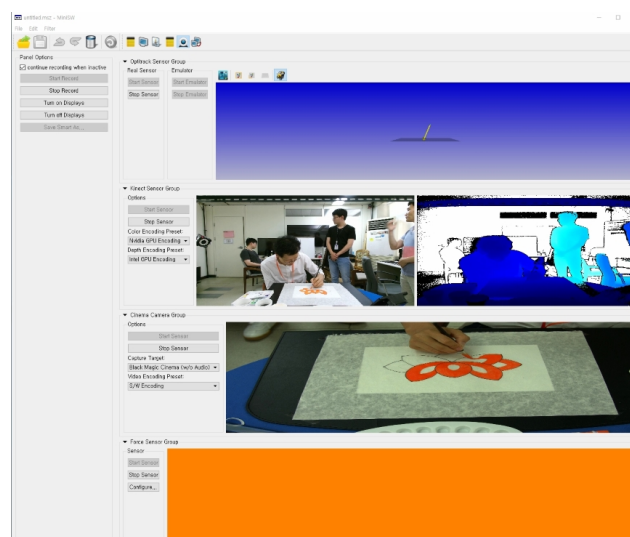 untitled.msz - MIHGUI
File Edit Filter
Panel Options
continue recording when inactive
Start Record
Stop Record
Turn on Displays
Turn off Displays
Optitrack Sensor Group
Real Sensor Emulator
Start Sensor Start Emulator
Stop Sensor Stop Emulator
Kinect Sensor Group
Options
Start Sensor
Stop Sensor
Color Encoding Preset:
Nvidia GPU Encoding
Depth Encoding Preset:
Intel GPU Encoding
Cinema Camera Group
Options
Start Sensor
Stop Sensor
Capture Target:
Black Magic Cinema (w/o Audio)
Video Encoding Preset:
S/W Encoding
Force Sensor Group
Sensor
Start Sensor
Stop Sensor
Configure...